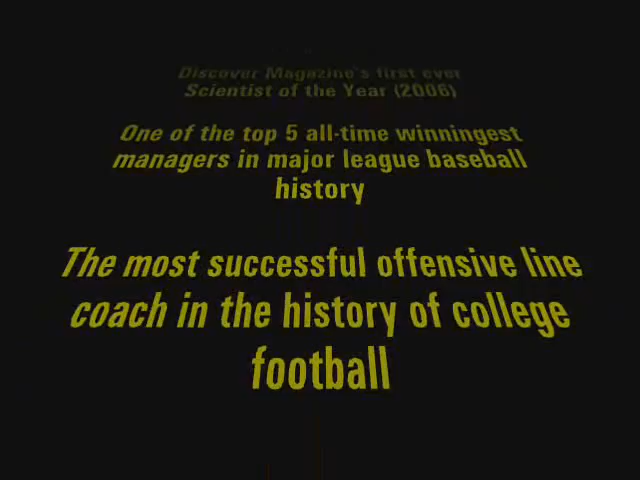 Discover Magazine's first ever
Scientist of the Year (2006)
One of the top 5 all-time winningest
managers in major league baseball
history
The most successful offensive line
coach in the history of college
football